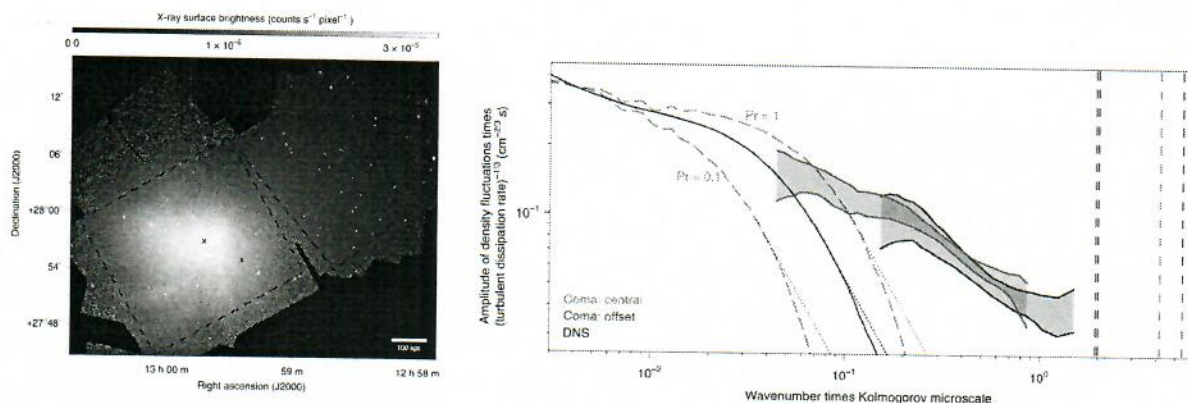 X-ray surface brightness (counts s⁻¹ pixel⁻¹)
0.0
1 × 10⁻⁵
3 × 10⁻⁵
Declination (J2000)
12′
06′
+28°00′
54′
+27°48′
100 kpc
13 h 00 m
59 m
12 h 58 m
Right ascension (J2000)
Amplitude of density fluctuations times
(turbulent dissipation rate)⁻¹ᐟ³ (cm⁻²ᐟ³ s)
10⁻¹
Pr = 1
Pr = 0.1
Coma: central
Coma: offset
DNS
10⁻²
10⁻¹
10⁰
Wavenumber times Kolmogorov microscale